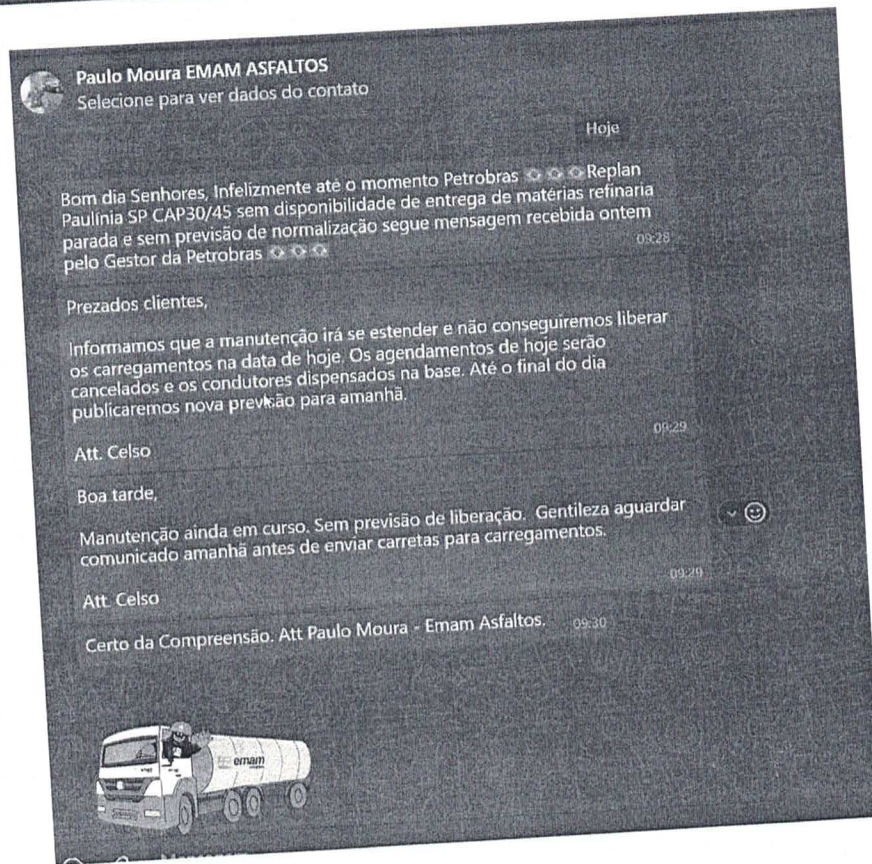 Paulo Moura EMAM ASFALTOS
Selecione para ver dados do contato
Hoje
Bom dia Senhores, Infelizmente até o momento Petrobras Replan
Paulínia SP CAP30/45 sem disponibilidade de entrega de matérias refinaria
parada e sem previsão de normalização segue mensagem recebida ontem
pelo Gestor da Petrobras
09:28
Prezados clientes,
Informamos que a manutenção irá se estender e não conseguiremos liberar
os carregamentos na data de hoje. Os agendamentos de hoje serão
cancelados e os condutores dispensados na base. Até o final do dia
publicaremos nova previsão para amanhã.
09:29
Att. Celso
Boa tarde,
Manutenção ainda em curso. Sem previsão de liberação. Gentileza aguardar
comunicado amanhã antes de enviar carretas para carregamentos.
09:29
Att. Celso
Certo da Compreensão. Att Paulo Moura - Emam Asfaltos. 09:30
emam